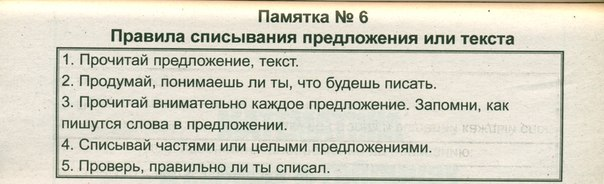 Памятка № 6
Правила списывания предложения или текста
1. Прочитай предложение, текст.
2. Продумай, понимаешь ли ты, что будешь писать.
3. Прочитай внимательно каждое предложение. Запомни, как
пишутся слова в предложении.
4. Списывай частями или целыми предложениями.
5. Проверь, правильно ли ты списал.